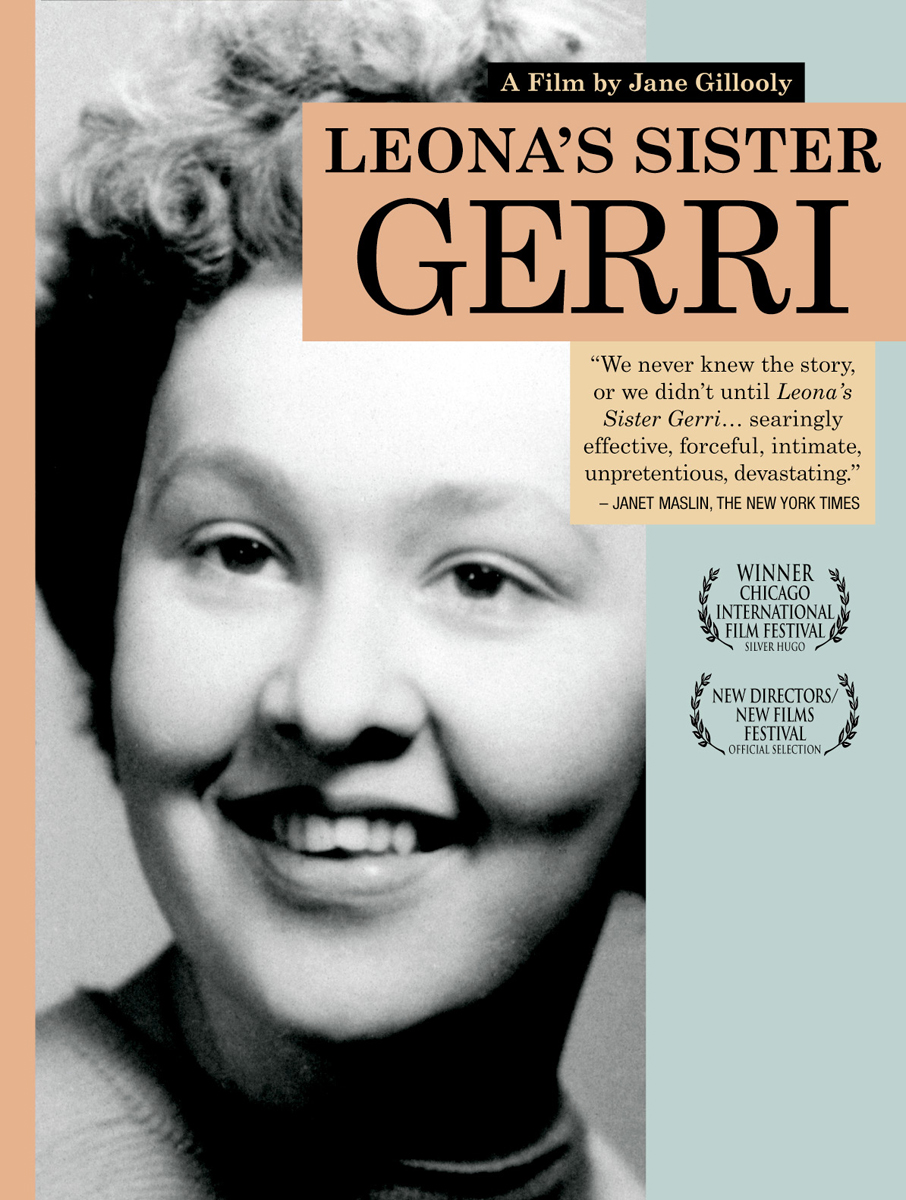 A Film by Jane Gillooly
LEONA’S SISTER
GERRI
“We never knew the story,
or we didn’t until Leona’s
Sister Gerri… searingly
effective, forceful, intimate,
unpretentious, devastating.”
– JANET MASLIN, THE NEW YORK TIMES
WINNER
CHICAGO
INTERNATIONAL
FILM FESTIVAL
SILVER HUGO
NEW DIRECTORS/
NEW FILMS
FESTIVAL
OFFICIAL SELECTION